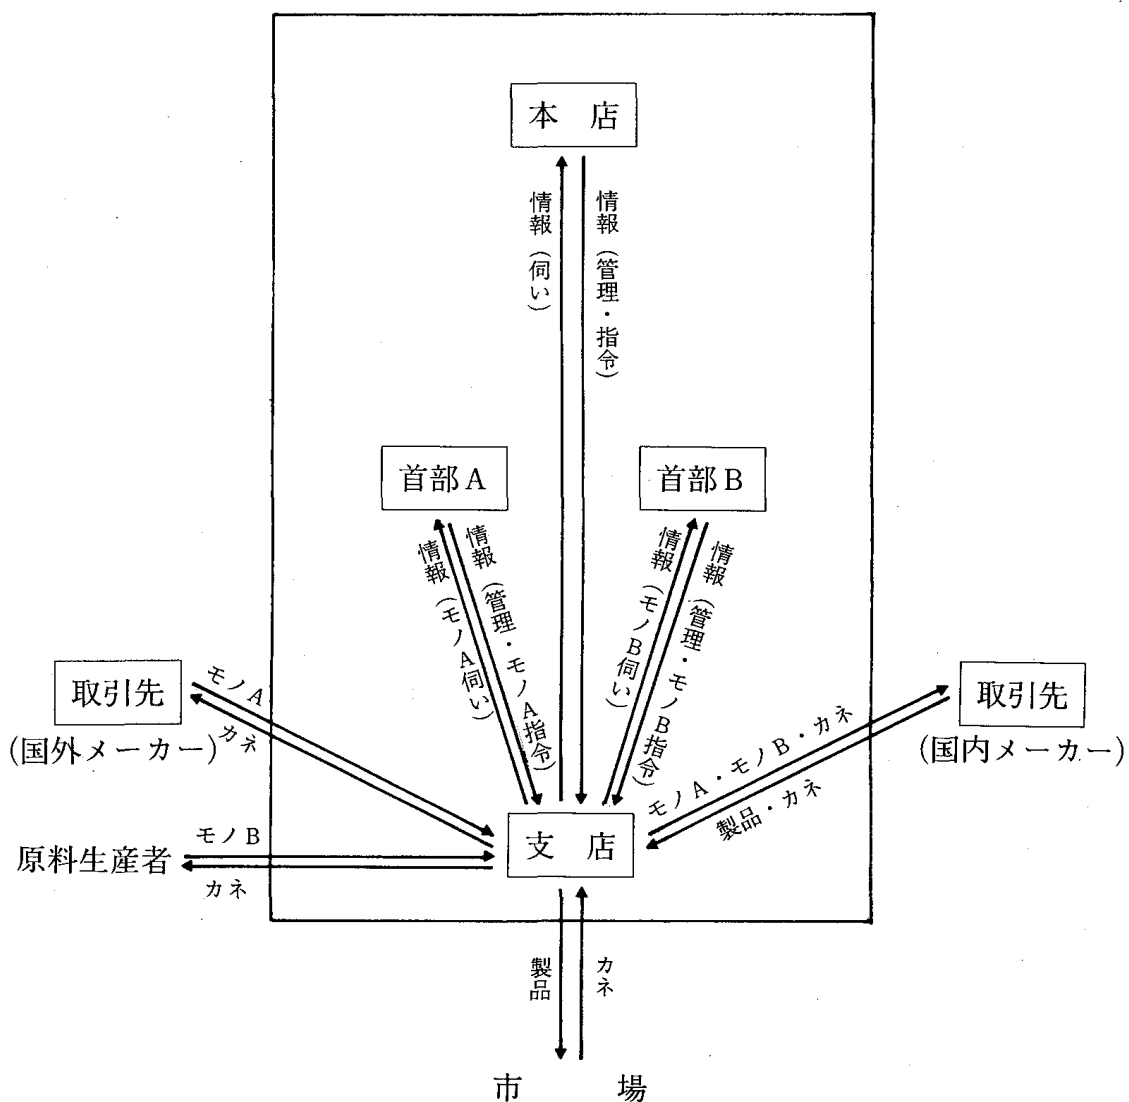 本 店
情報(伺い)
情報(管理・指令)
首部A
首部B
情報(モノA伺い)
情報(管理・モノA指令)
情報(モノB伺い)
情報(管理・モノB指令)
取引先
(国外メーカー)
モノA
カネ
取引先
(国内メーカー)
モノA・モノB・カネ
製品・カネ
原料生産者
モノB
カネ
支 店
製品
カネ
市 場